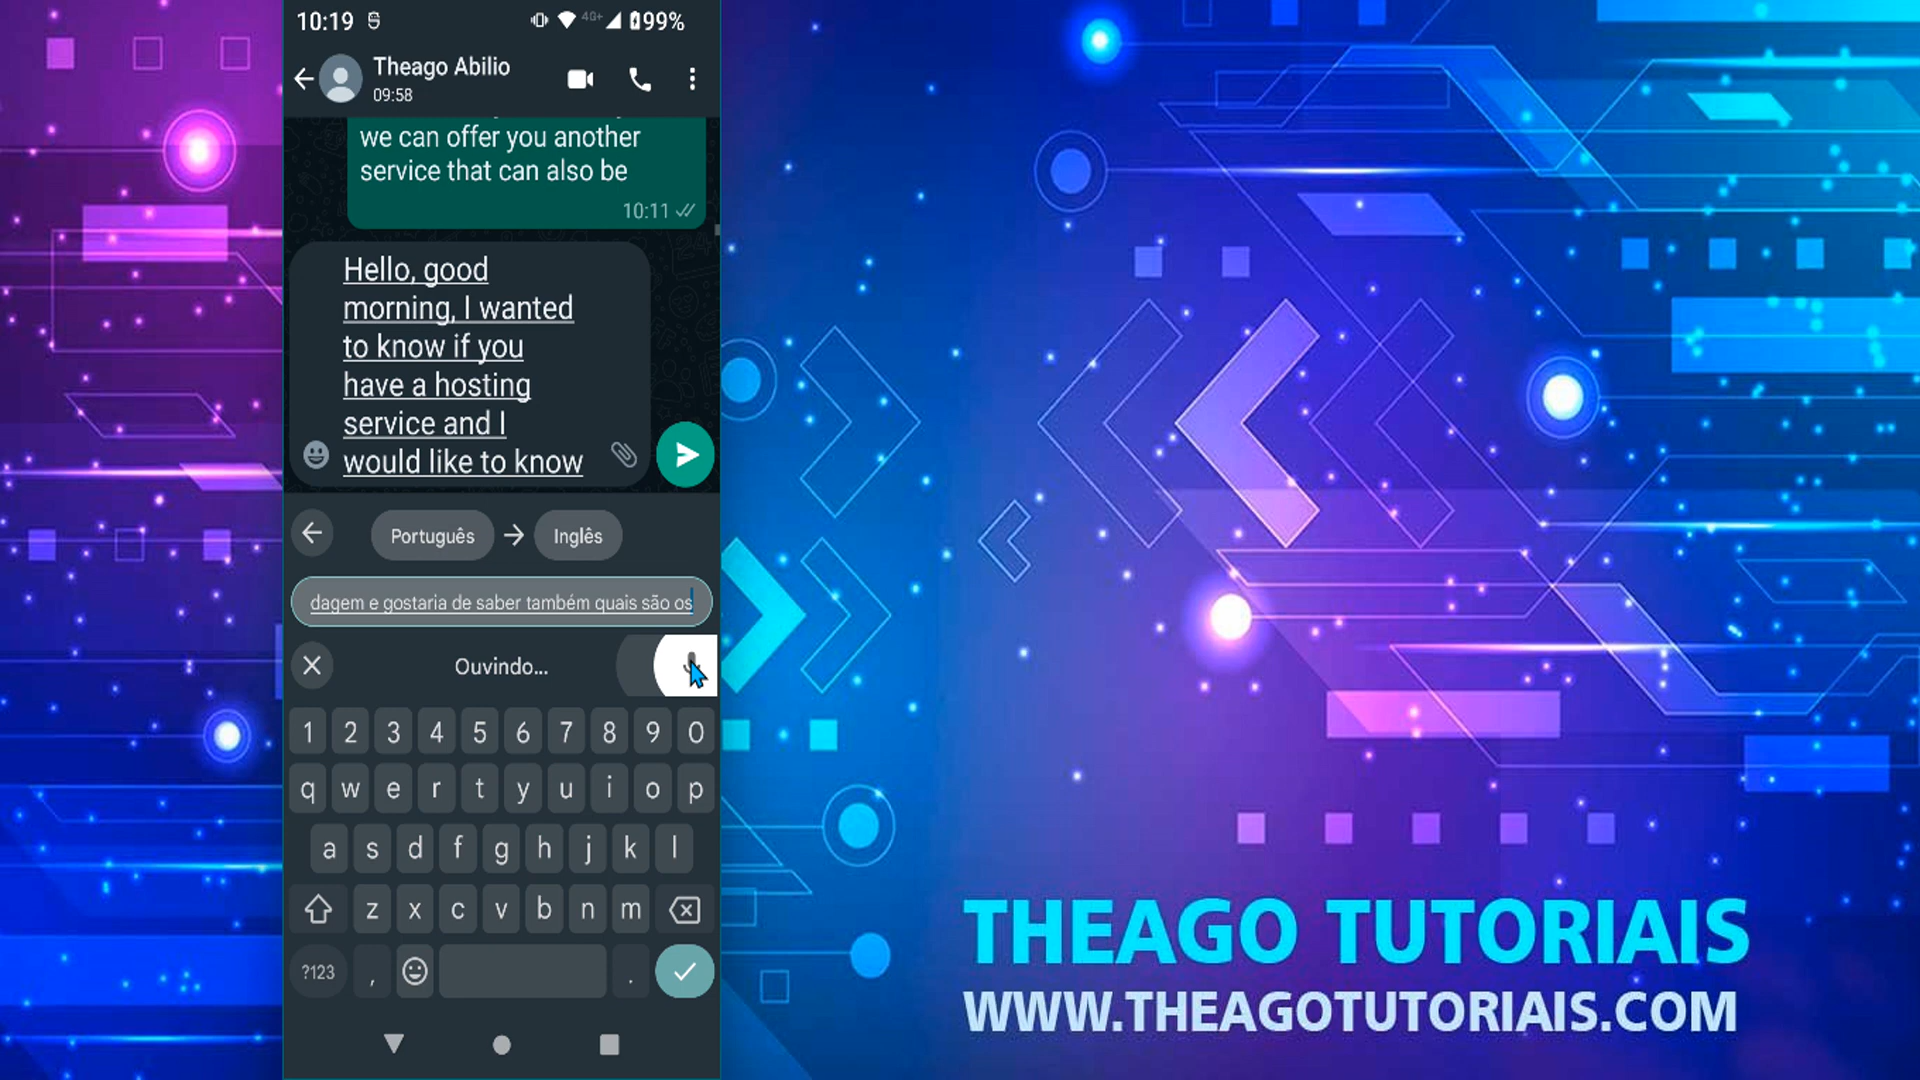 10:19
4G+
99%
Theago Abilio
09:58
we can offer you another
service that can also be
10:11
Hello, good
morning, I wanted
to know if you
have a hosting
service and I
would like to know
Português
Inglês
dagem e gostaria de saber também quais são os
Ouvindo...
1 2 3 4 5 6 7 8 9 0
q w e r t y u i o p
a s d f g h j k l
z x c v b n m
?123 , .
THEAGO TUTORIAIS
WWW.THEAGOTUTORIAIS.COM